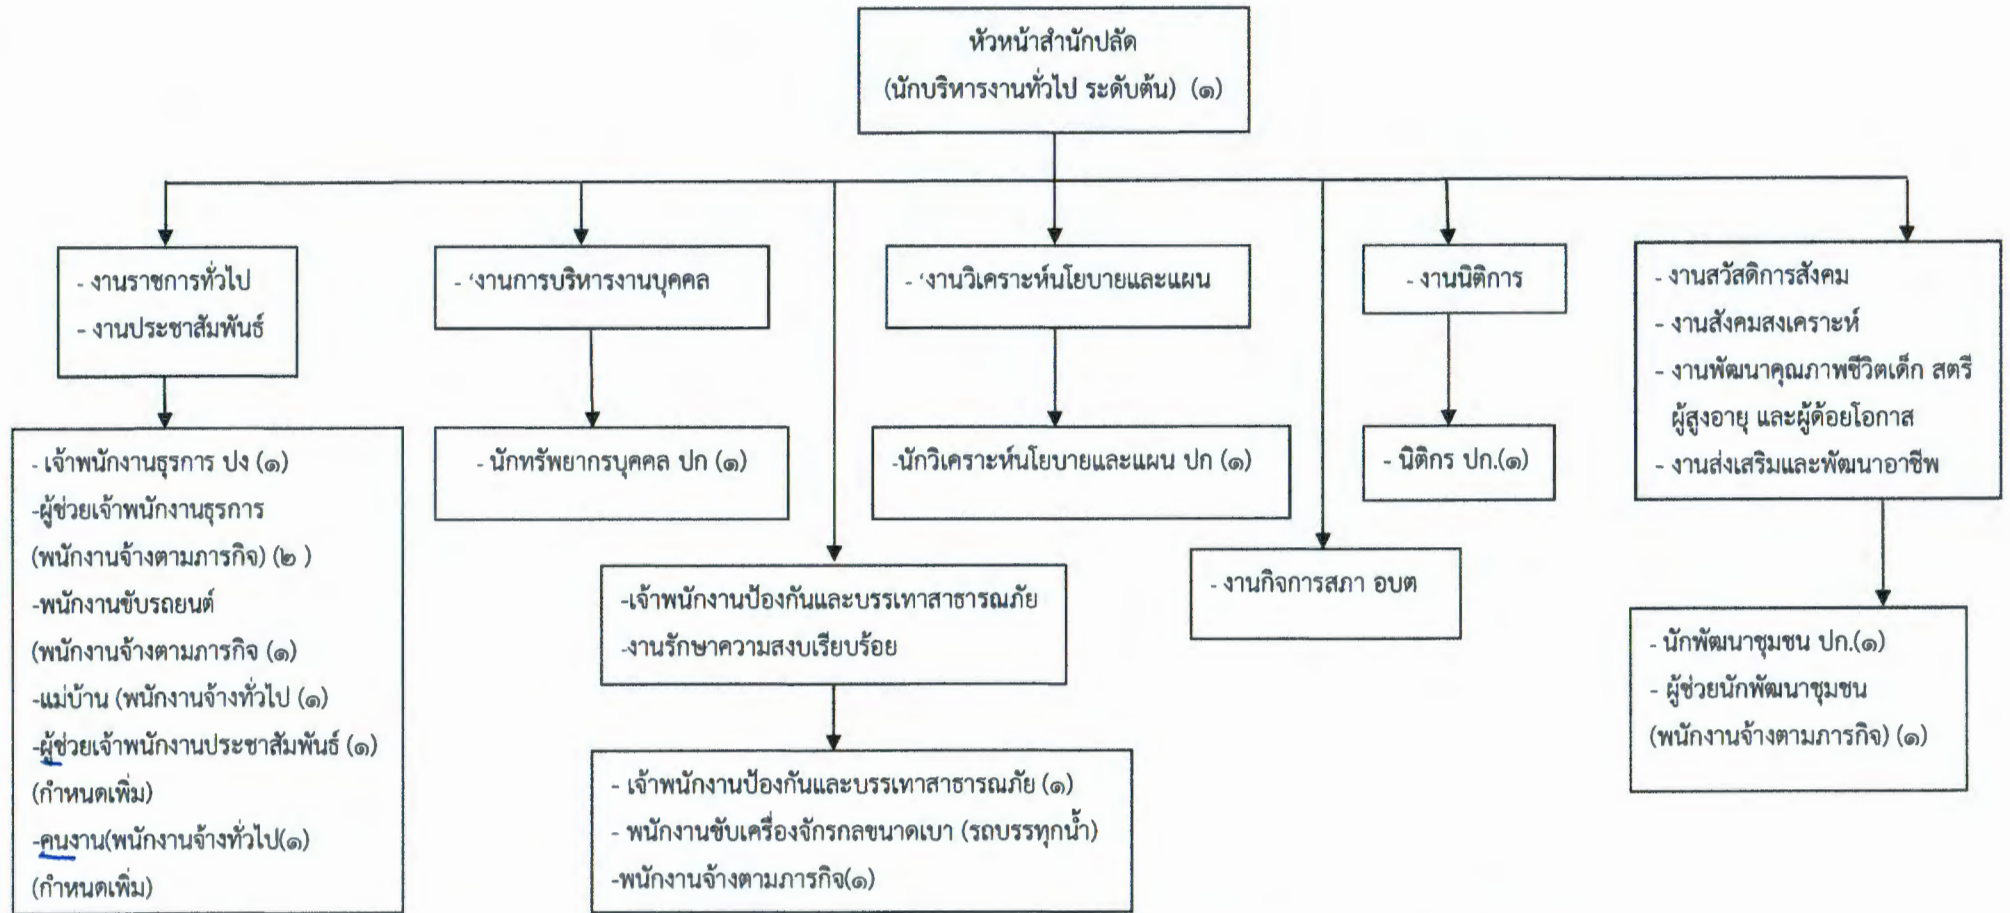 หัวหน้าสำนักปลัด
(นักบริหารงานทั่วไป ระดับต้น) (๑)
- งานราชการทั่วไป
- งานประชาสัมพันธ์
- งานการบริหารงานบุคคล
- งานวิเคราะห์นโยบายและแผน
- งานนิติการ
- งานสวัสดิการสังคม
- งานสังคมสงเคราะห์
- งานพัฒนาคุณภาพชีวิตเด็ก สตรี
ผู้สูงอายุ และผู้ด้อยโอกาส
- งานส่งเสริมและพัฒนาอาชีพ
- เจ้าพนักงานธุรการ ปง (๑)
-ผู้ช่วยเจ้าพนักงานธุรการ
(พนักงานจ้างตามภารกิจ) (๒ )
-พนักงานขับรถยนต์
(พนักงานจ้างตามภารกิจ (๑)
-แม่บ้าน (พนักงานจ้างทั่วไป (๑)
-ผู้ช่วยเจ้าพนักงานประชาสัมพันธ์ (๑)
(กำหนดเพิ่ม)
-คนงาน(พนักงานจ้างทั่วไป(๑)
(กำหนดเพิ่ม)
- นักทรัพยากรบุคคล ปก (๑)
-นักวิเคราะห์นโยบายและแผน ปก (๑)
- นิติกร ปก.(๑)
-เจ้าพนักงานป้องกันและบรรเทาสาธารณภัย
-งานรักษาความสงบเรียบร้อย
- งานกิจการสภา อบต
- เจ้าพนักงานป้องกันและบรรเทาสาธารณภัย (๑)
- พนักงานขับเครื่องจักรกลขนาดเบา (รถบรรทุกน้ำ)
-พนักงานจ้างตามภารกิจ(๑)
- นักพัฒนาชุมชน ปก.(๑)
- ผู้ช่วยนักพัฒนาชุมชน
(พนักงานจ้างตามภารกิจ) (๑)